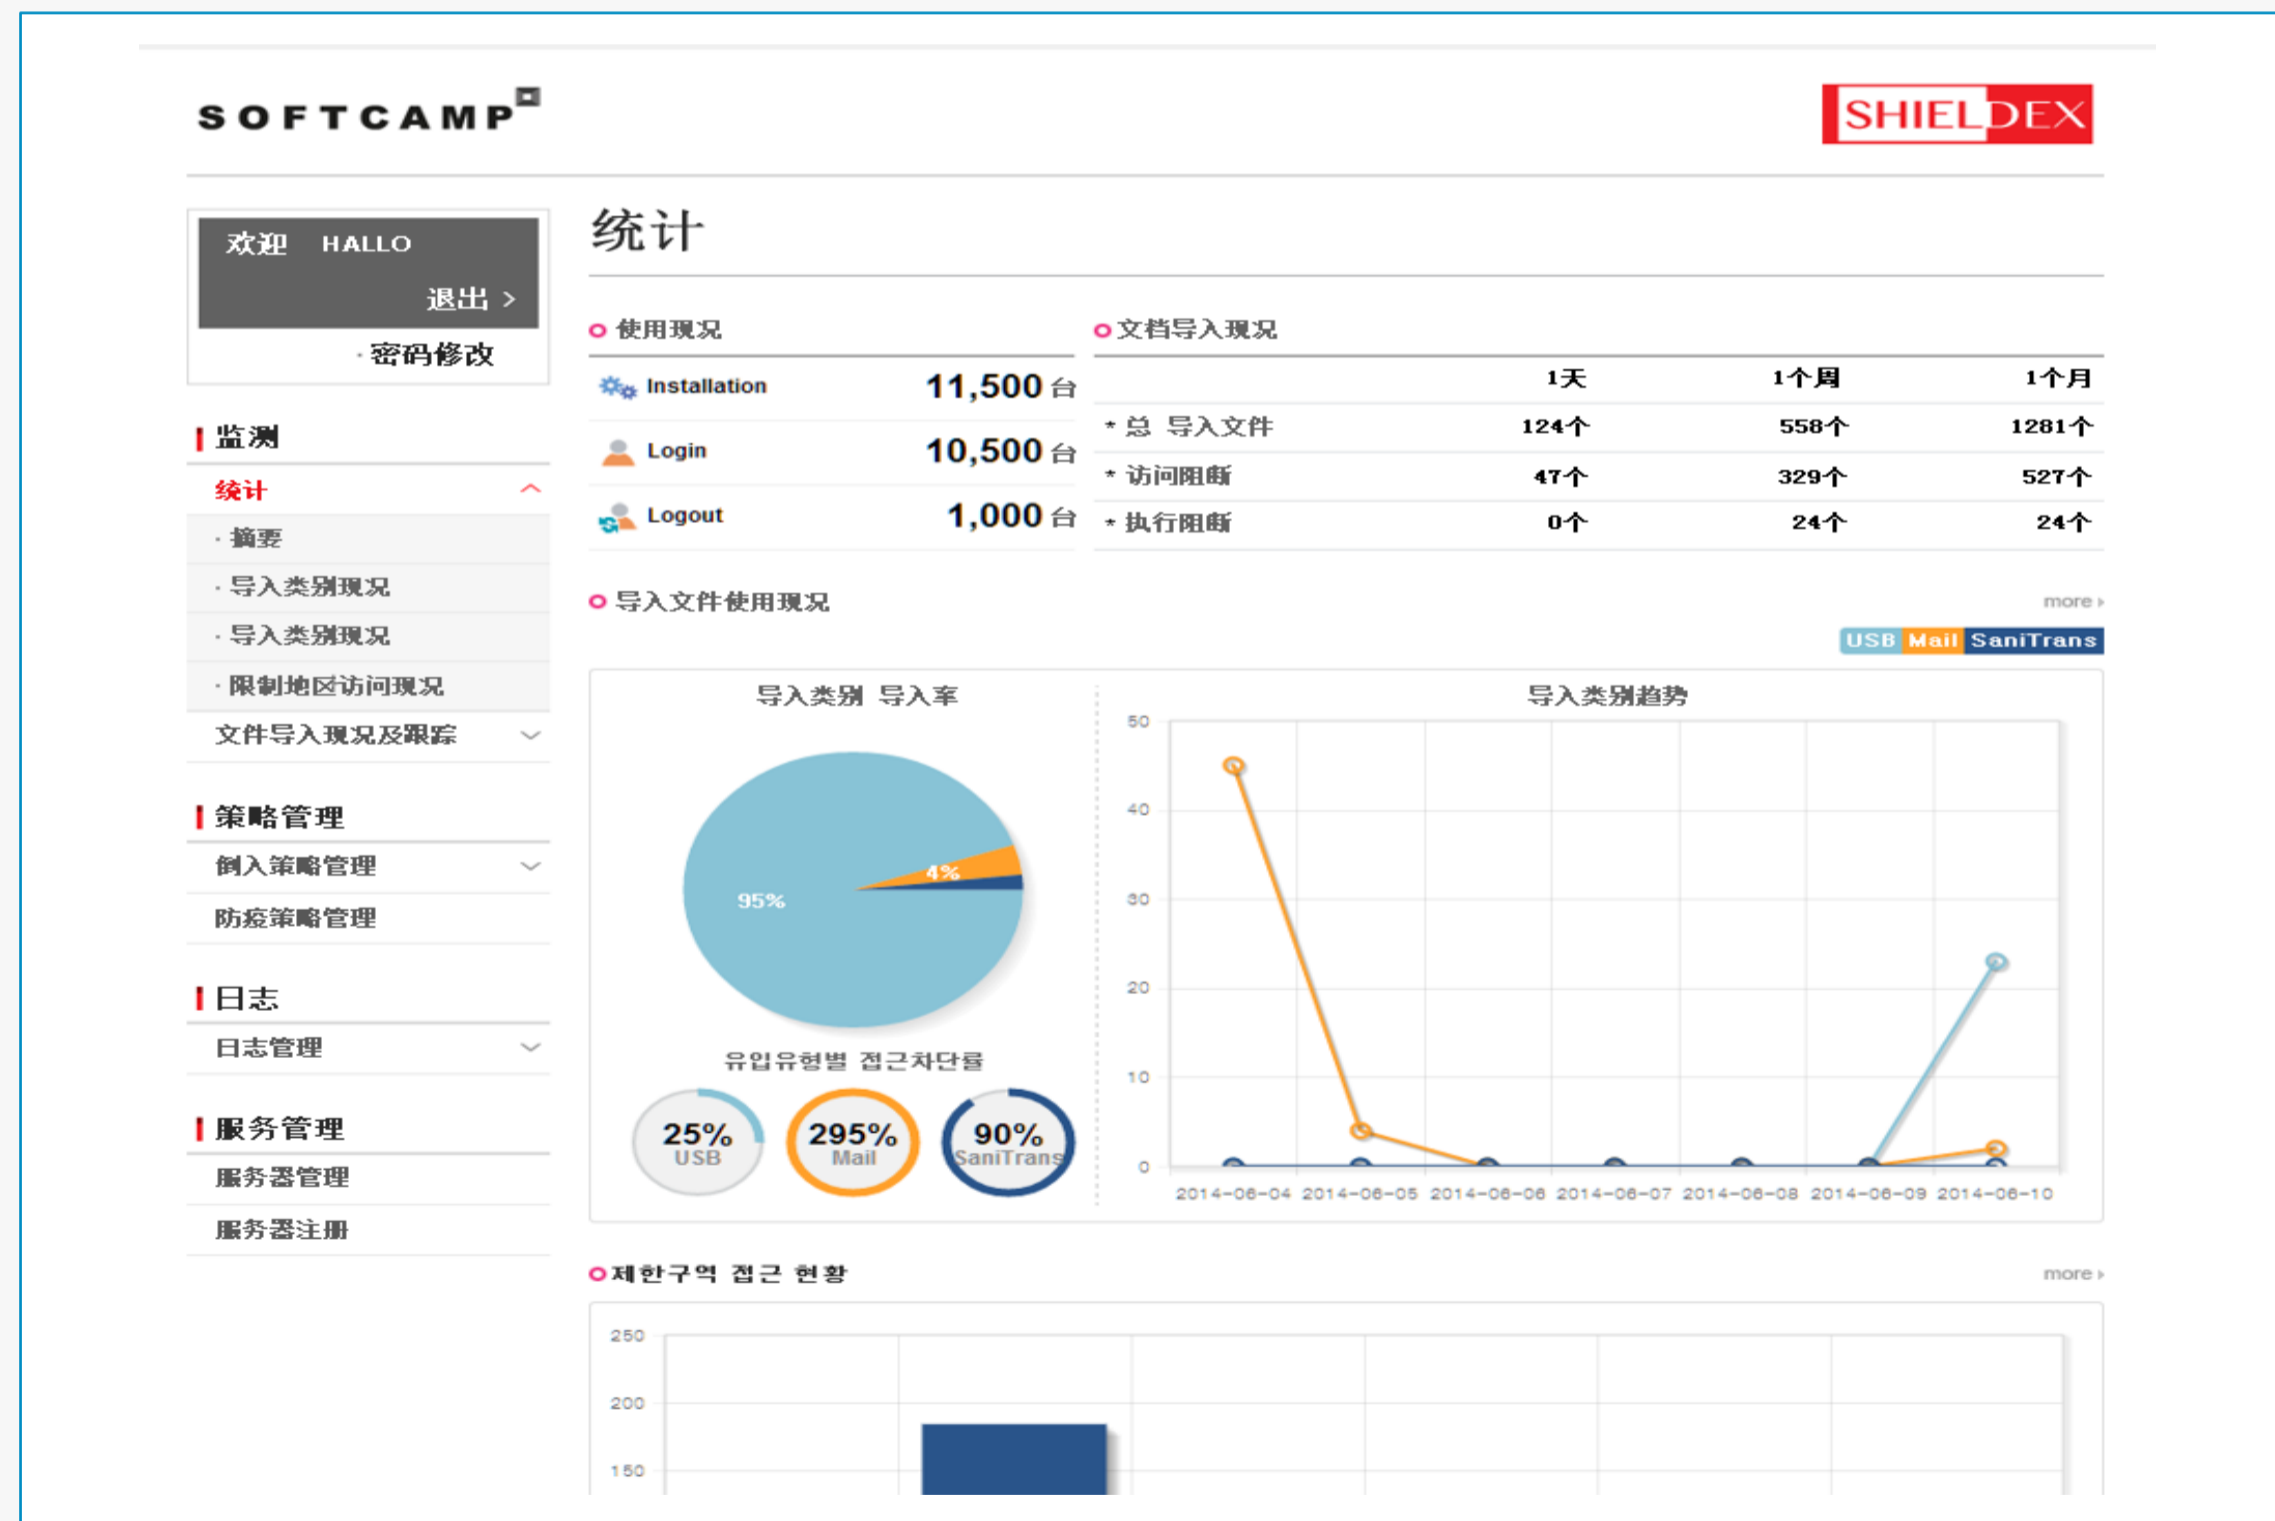 SOFTCAMP
SHIELDEX
欢迎 HALLO
退出 >
·密码修改
监测
统计
·摘要
·导入类别现况
·导入类别现况
·限制地区访问现况
文件导入现况及跟踪
策略管理
倒入策略管理
防疫策略管理
日志
日志管理
服务管理
服务器管理
服务器注册
统计
使用现况
Installation 11,500 台
Login 10,500 台
Logout 1,000 台
文档导入现况
1天 1个周 1个月
* 总 导入文件 124个 558个 1281个
* 访问阻断 47个 329个 527个
* 执行阻断 0个 24个 24个
导入文件使用现况
more
USB Mail SaniTrans
导入类别 导入率
4%
95%
유입유형별 접근차단률
25% 295% 90%
USB Mail SaniTrans
导入类别趋势
50
40
30
20
10
0
2014-06-04 2014-06-05 2014-06-06 2014-06-07 2014-06-08 2014-06-09 2014-06-10
제한구역 접근 현황
more
250
200
150